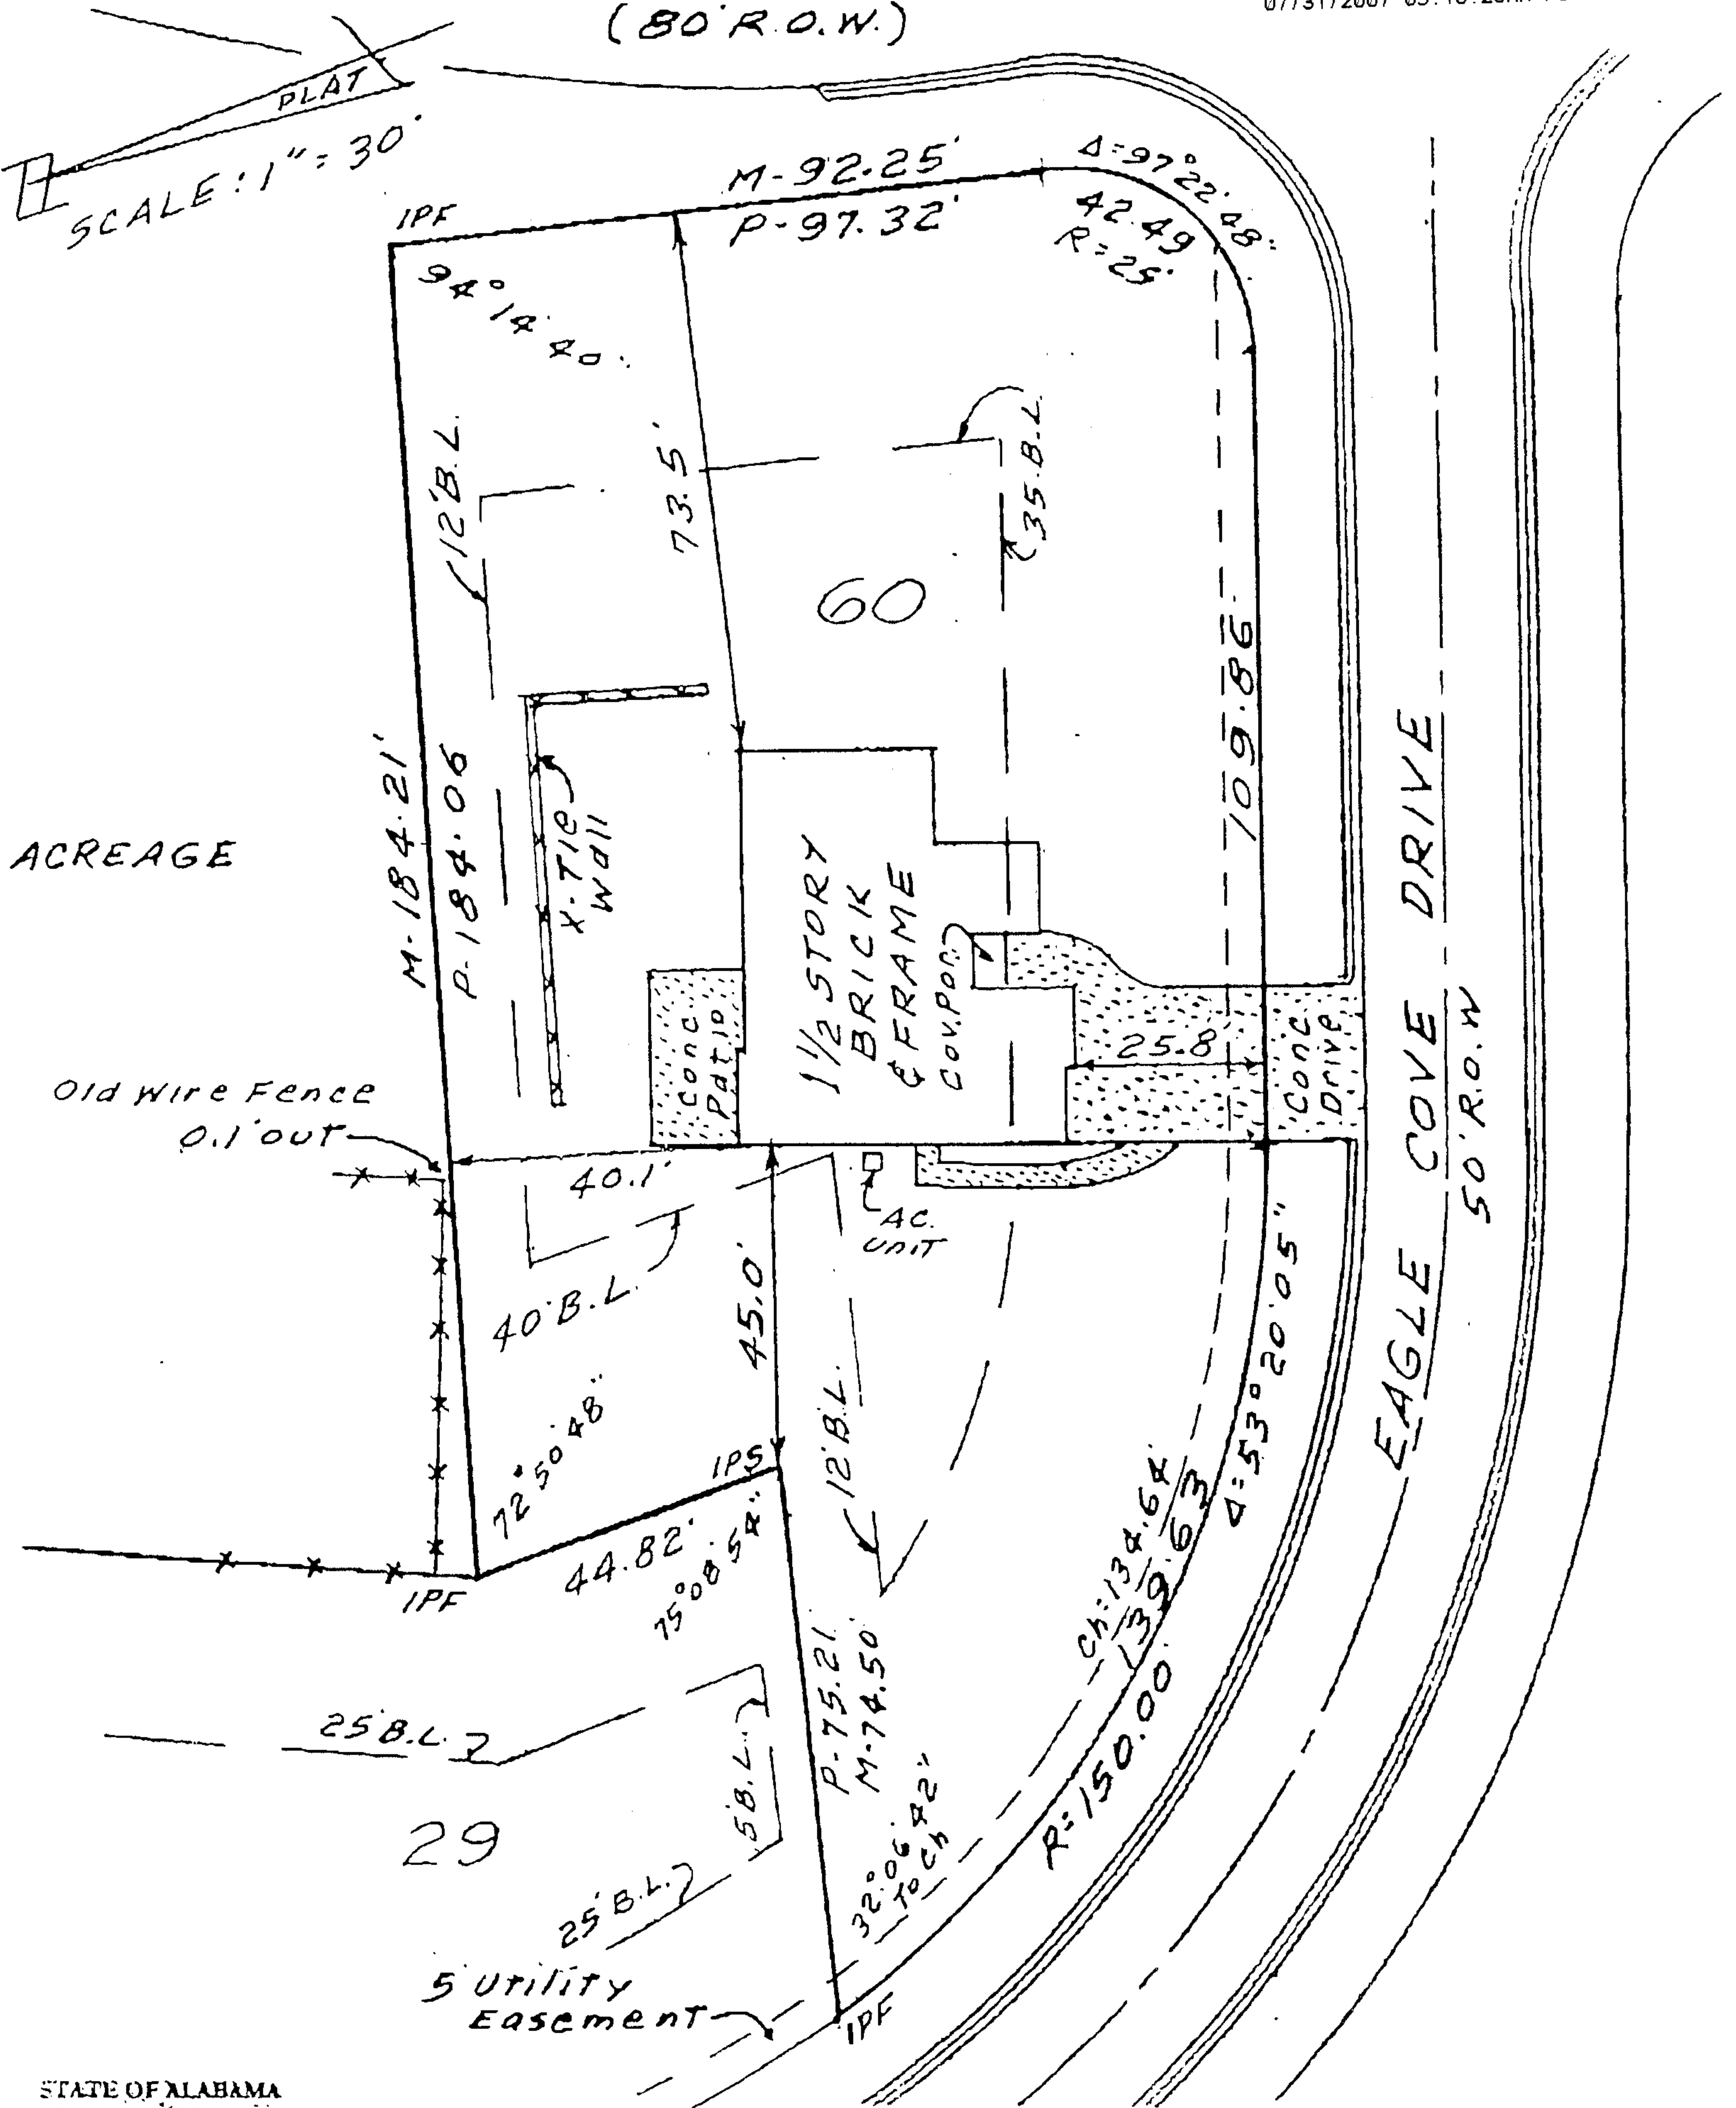 (80' R.O.W.)
PLAT
SCALE: 1" = 30'
M-92.25'
P-97.32'
Δ=97°22'48"
42.49
R=25'
IPF
94°14'40"
12' B.L.
73.5'
35' B.L.
60
109.86'
M-184.21'
P-184.06
ACREAGE
X-Tie
Wall
1 1/2 STORY
BRICK
& FRAME
Cov. Por.
Conc.
Patio
25.8
Conc
Drive
EAGLE COVE DRIVE
50' R.O.W
Old Wire Fence
0.1' OUT
40.1'
A.C.
UNIT
40' B.L.
45.0'
12' B.L.
Δ=53°20'05"
72°50'48"
IPS
44.82'
75°08'54"
IPF
Ch=134.64'
139.63
R=150.00'
P-75.21
M-74.50'
25' B.L.
5' B.L.
29
32°06'42"
To Ch
25' B.L.
5' Utility
Easement
IPF
STATE OF ALABAMA